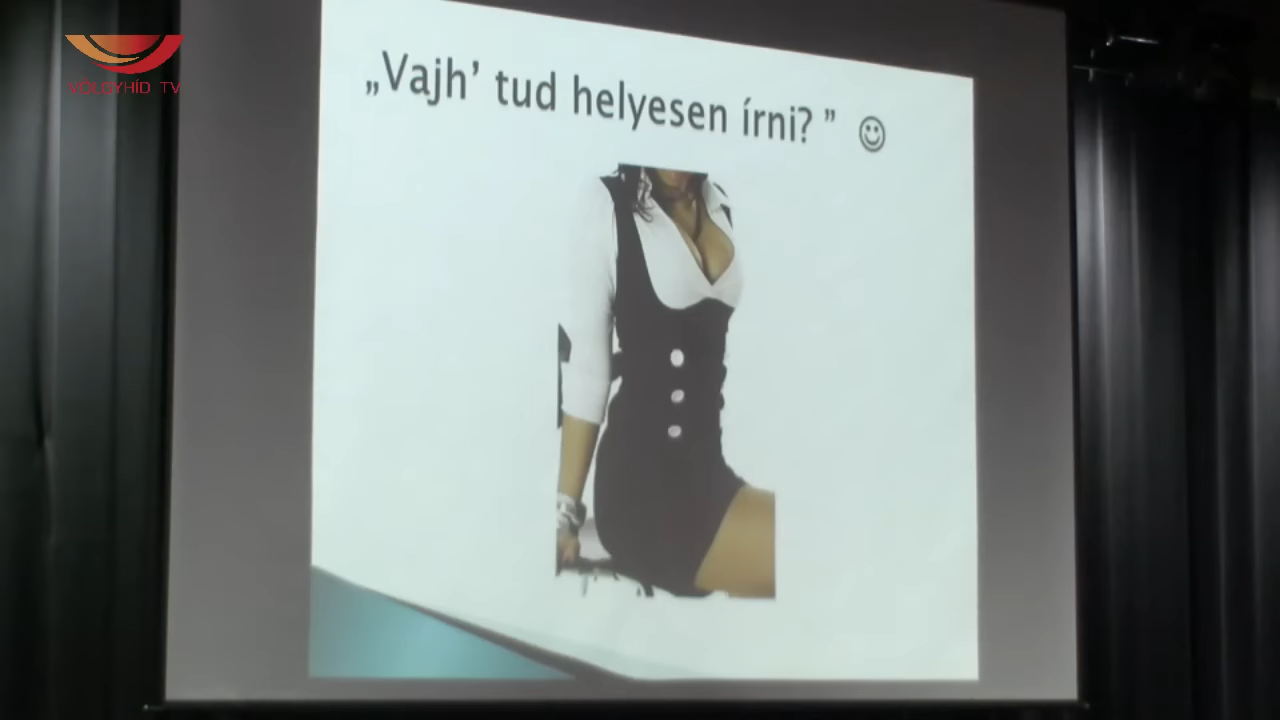 VÖLGYHÍD TV
„Vajh’ tud helyesen írni? ” ☺